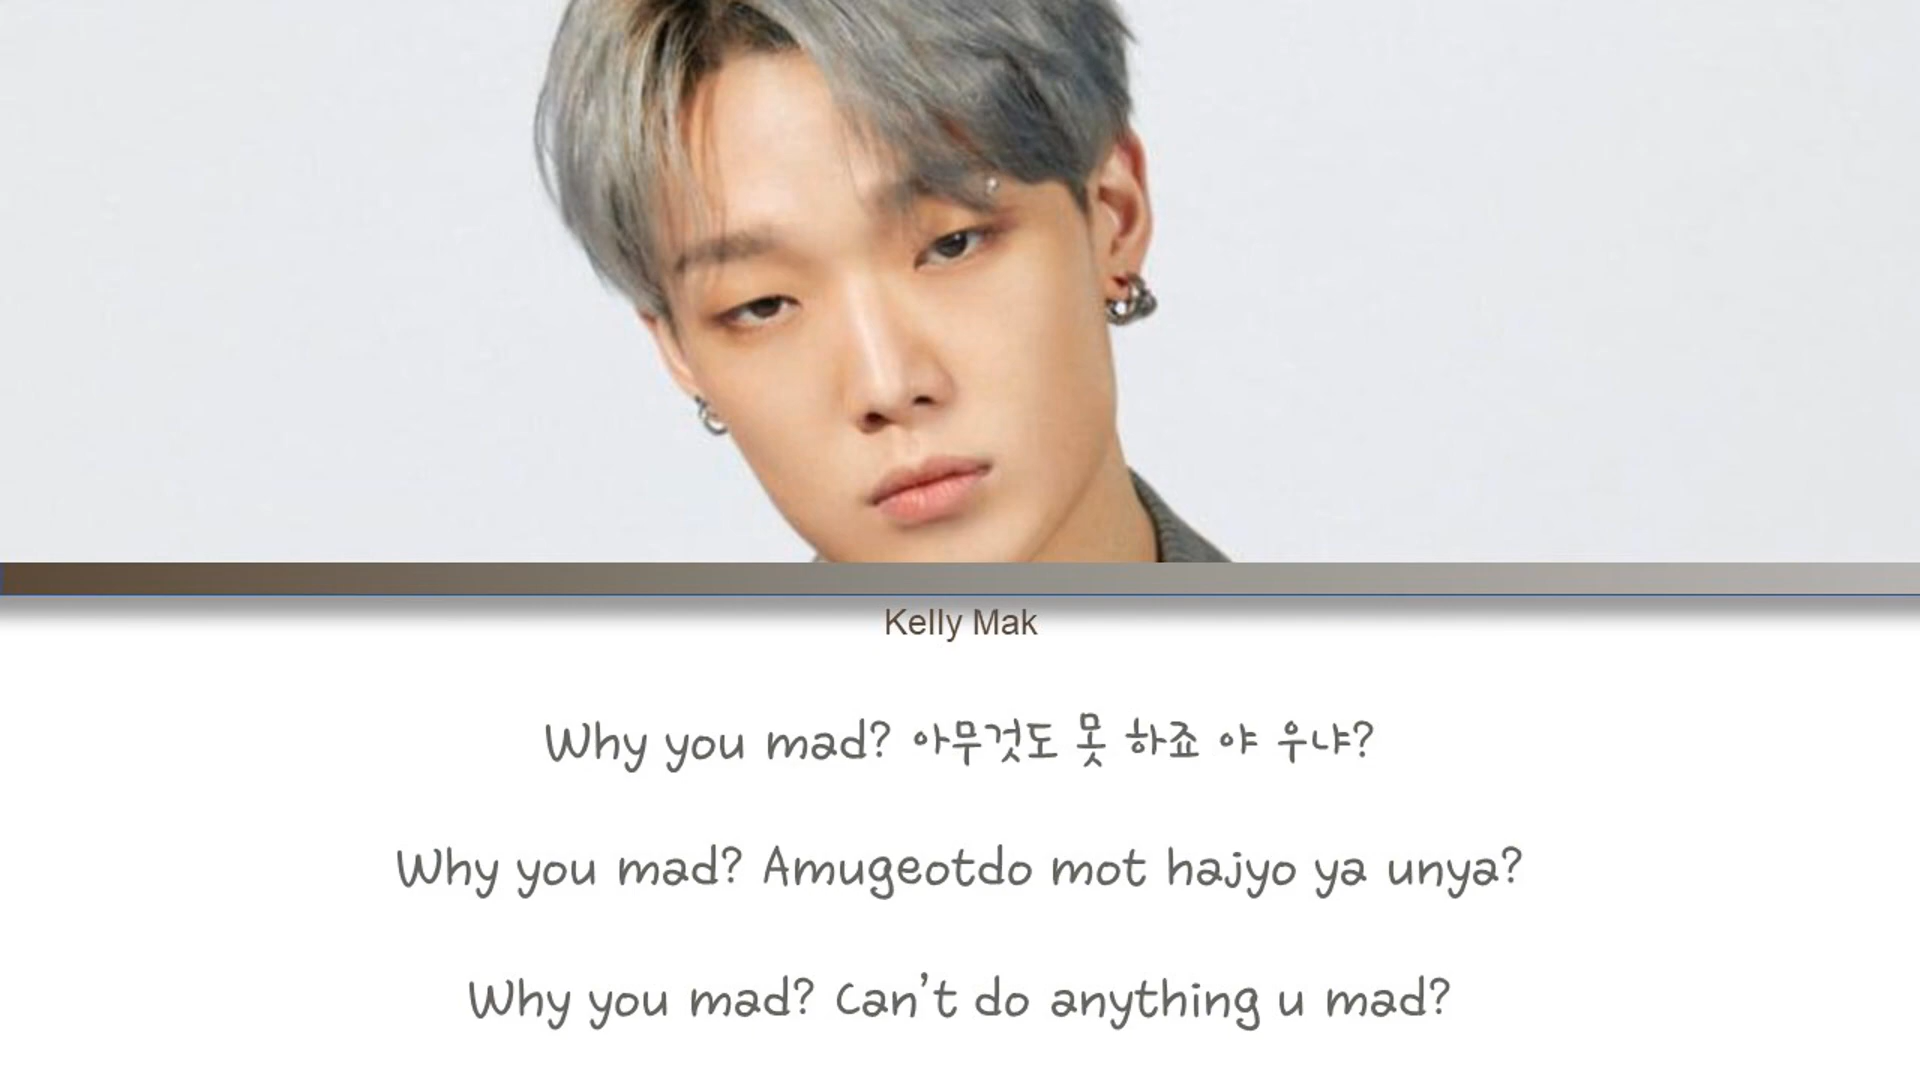 Kelly Mak
Why you mad? 아무것도 못 하죠 야 우냐?
Why you mad? Amugeotdo mot hajyo ya unya?
Why you mad? Can't do anything u mad?